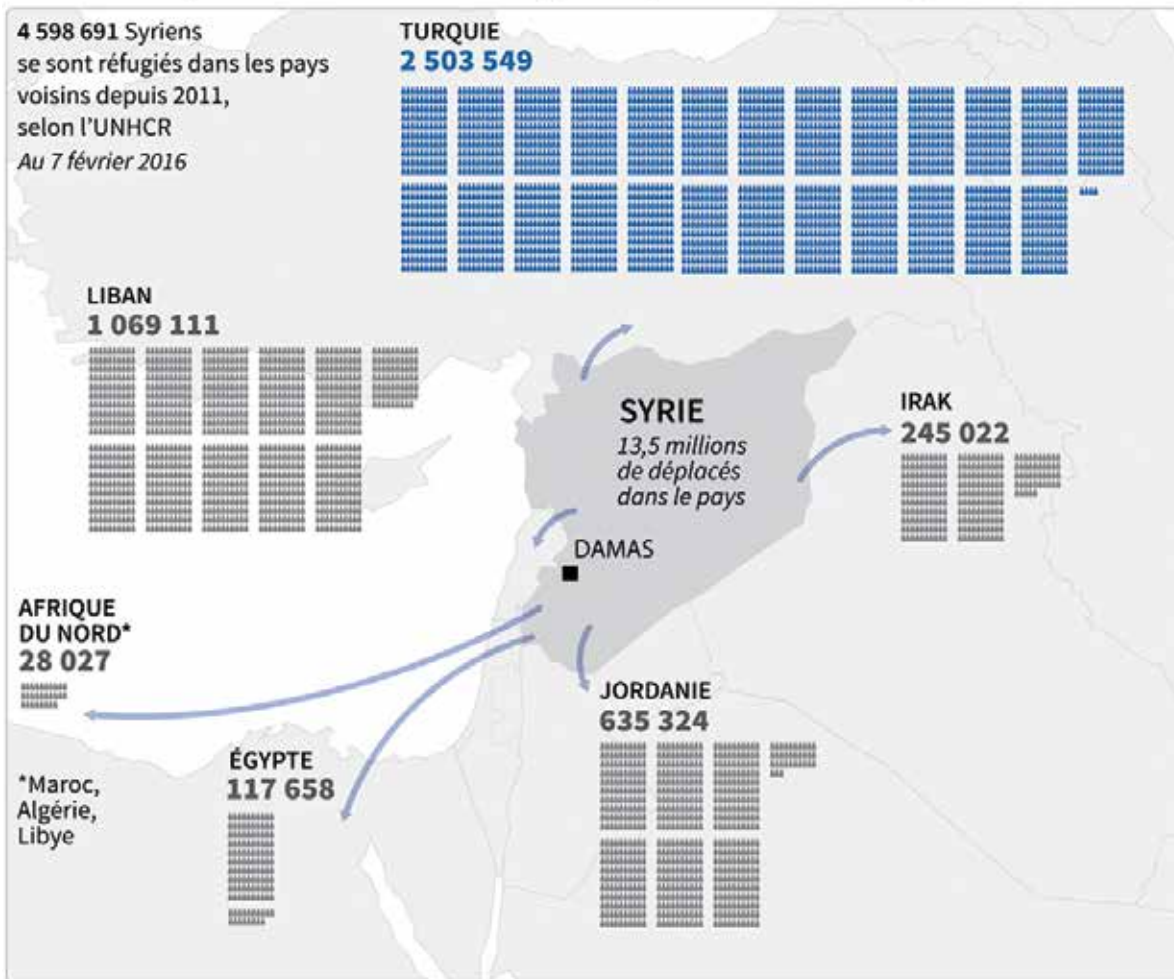 4 598 691 Syriens
se sont réfugiés dans les pays
voisins depuis 2011,
selon l'UNHCR
Au 7 février 2016
TURQUIE
2 503 549
LIBAN
1 069 111
SYRIE
13,5 millions
de déplacés
dans le pays
IRAK
245 022
DAMAS
AFRIQUE
DU NORD*
28 027
JORDANIE
635 324
ÉGYPTE
117 658
*Maroc,
Algérie,
Libye